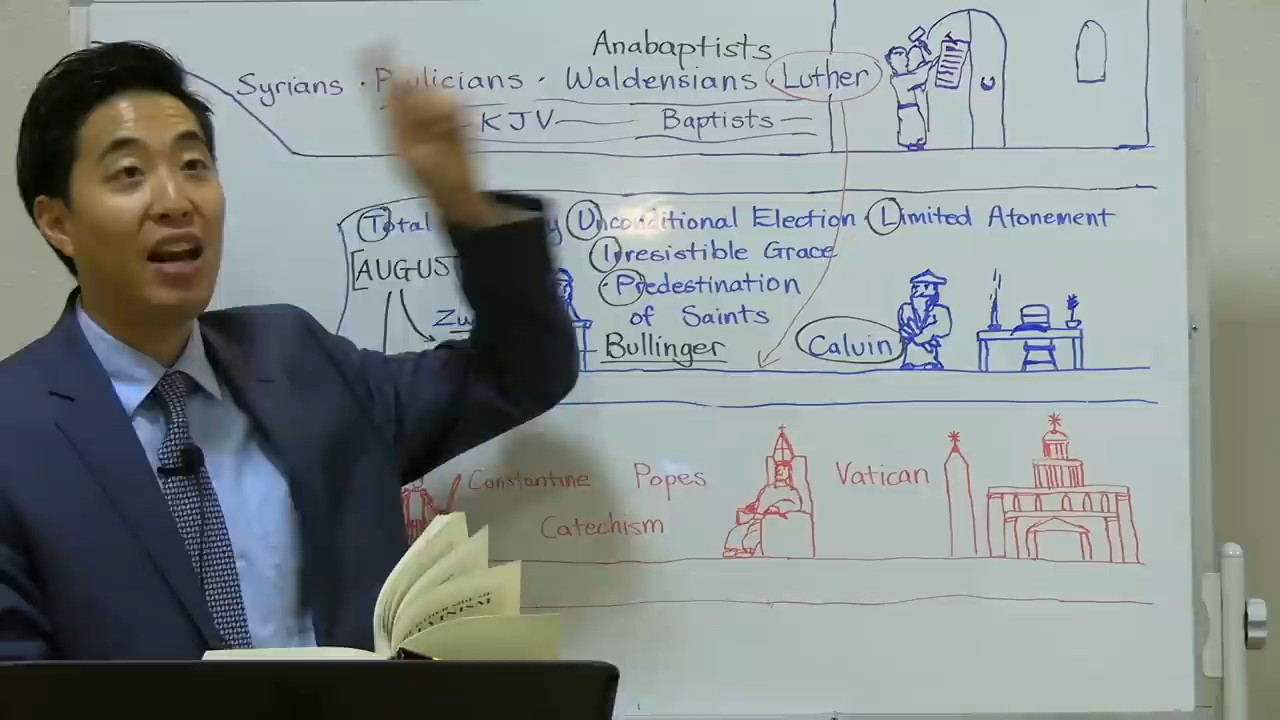 Anabaptists
Syrians · Paulicians · Waldensians · Luther
KJV Baptists
Total Unconditional Election Limited Atonement
Irresistible Grace
[AUGUST
· Predestination
of Saints
Zw
Bullinger
Calvin
Constantine Popes Vatican
Catechism